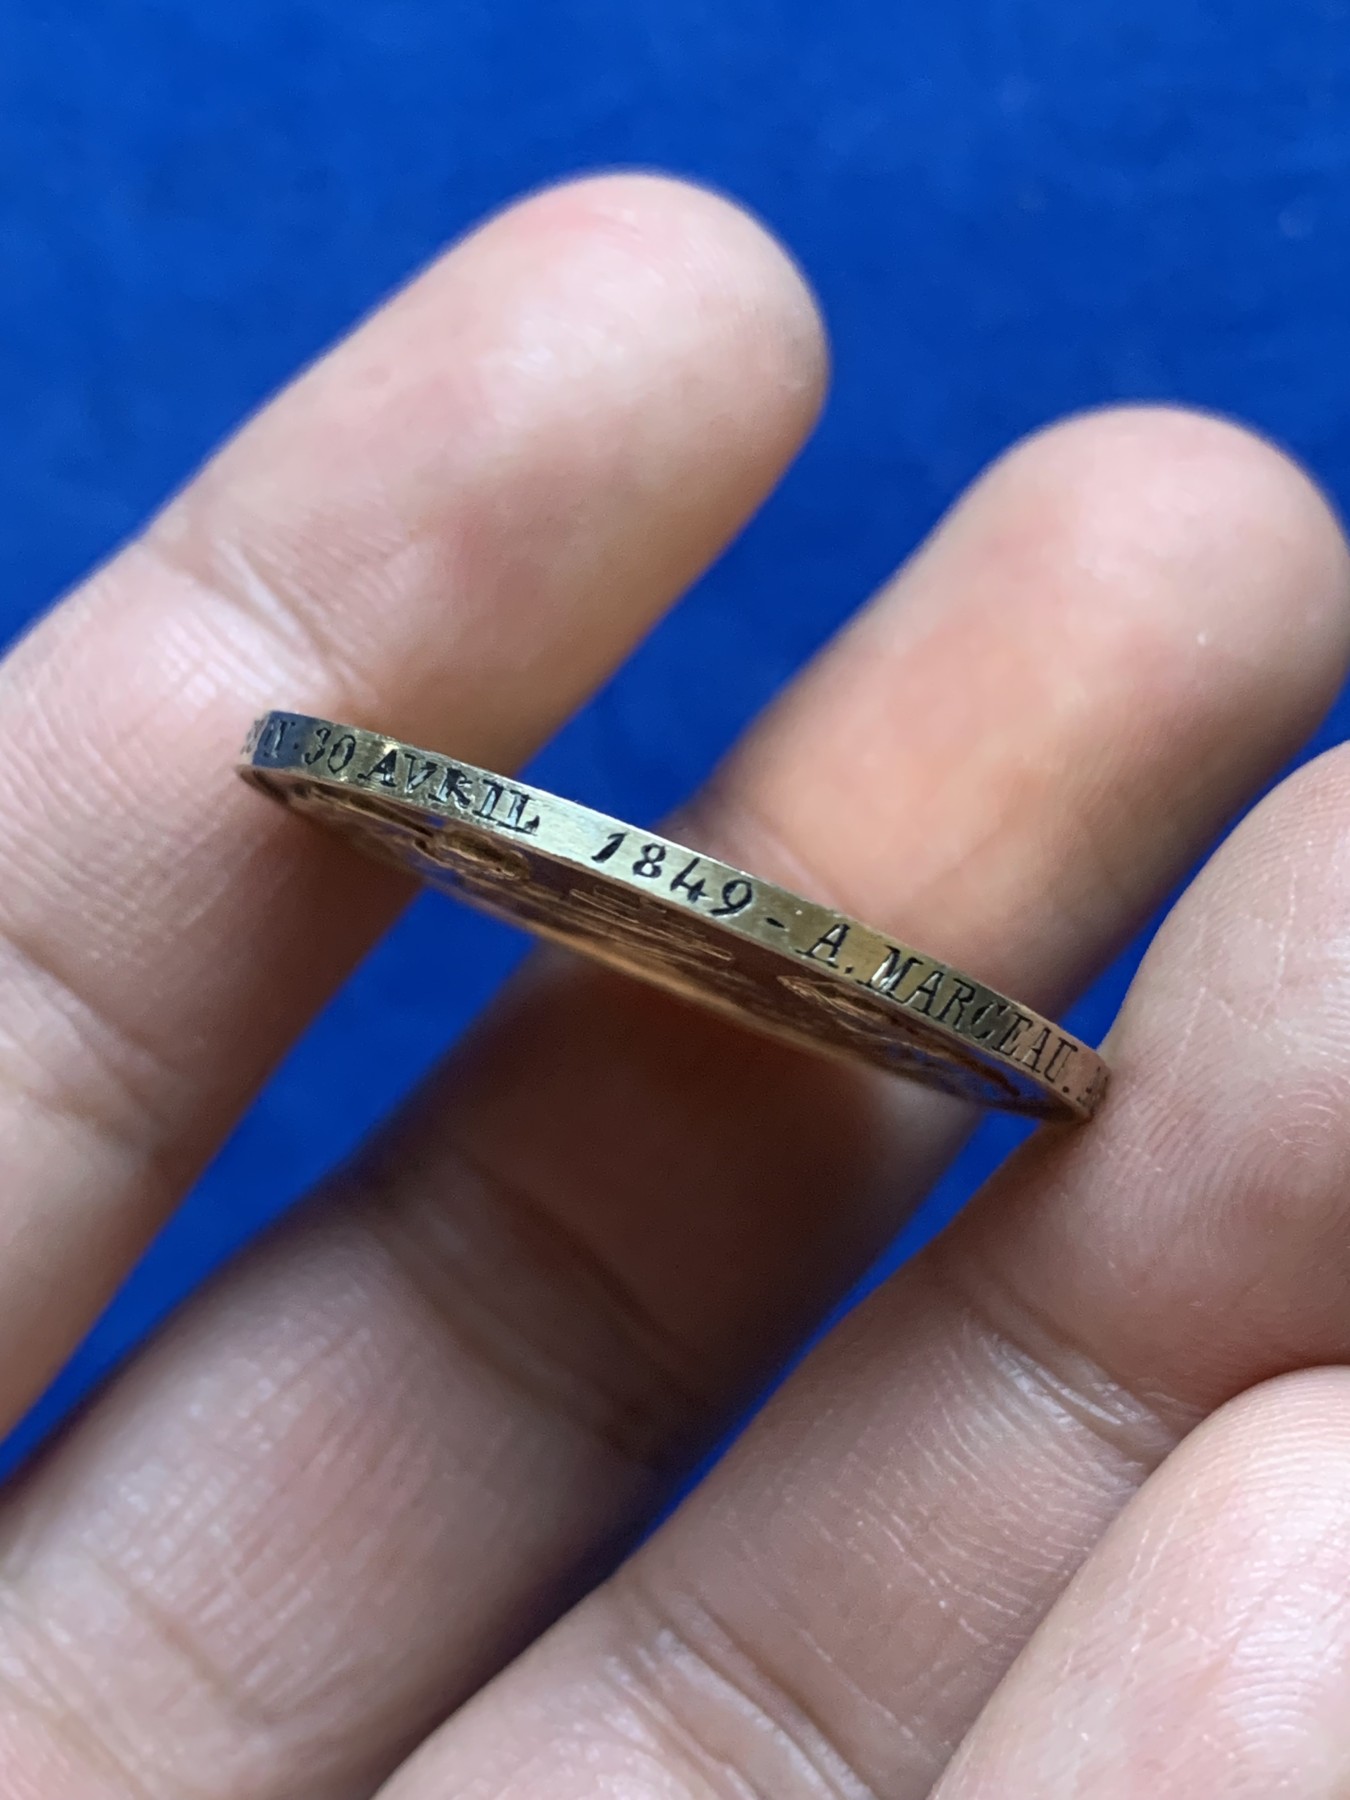 30 AVRIL 1849 - A. MARCEAU.